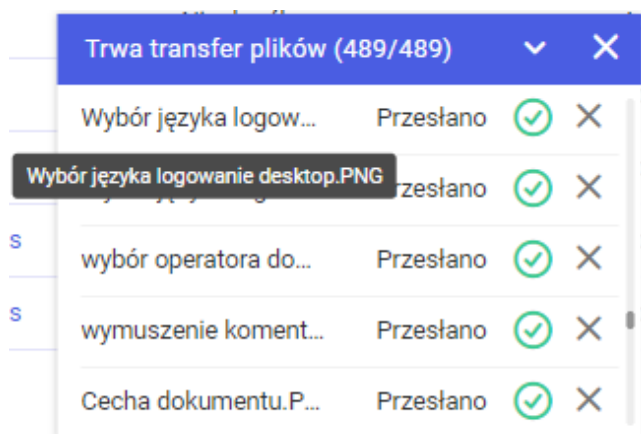 Trwa transfer plików (489/489)
Wybór języka logow... Przesłano
Wybór języka logowanie desktop.PNG
rzesłano
s
wybór operatora do... Przesłano
s
wymuszenie koment... Przesłano
Cecha dokumentu.P... Przesłano